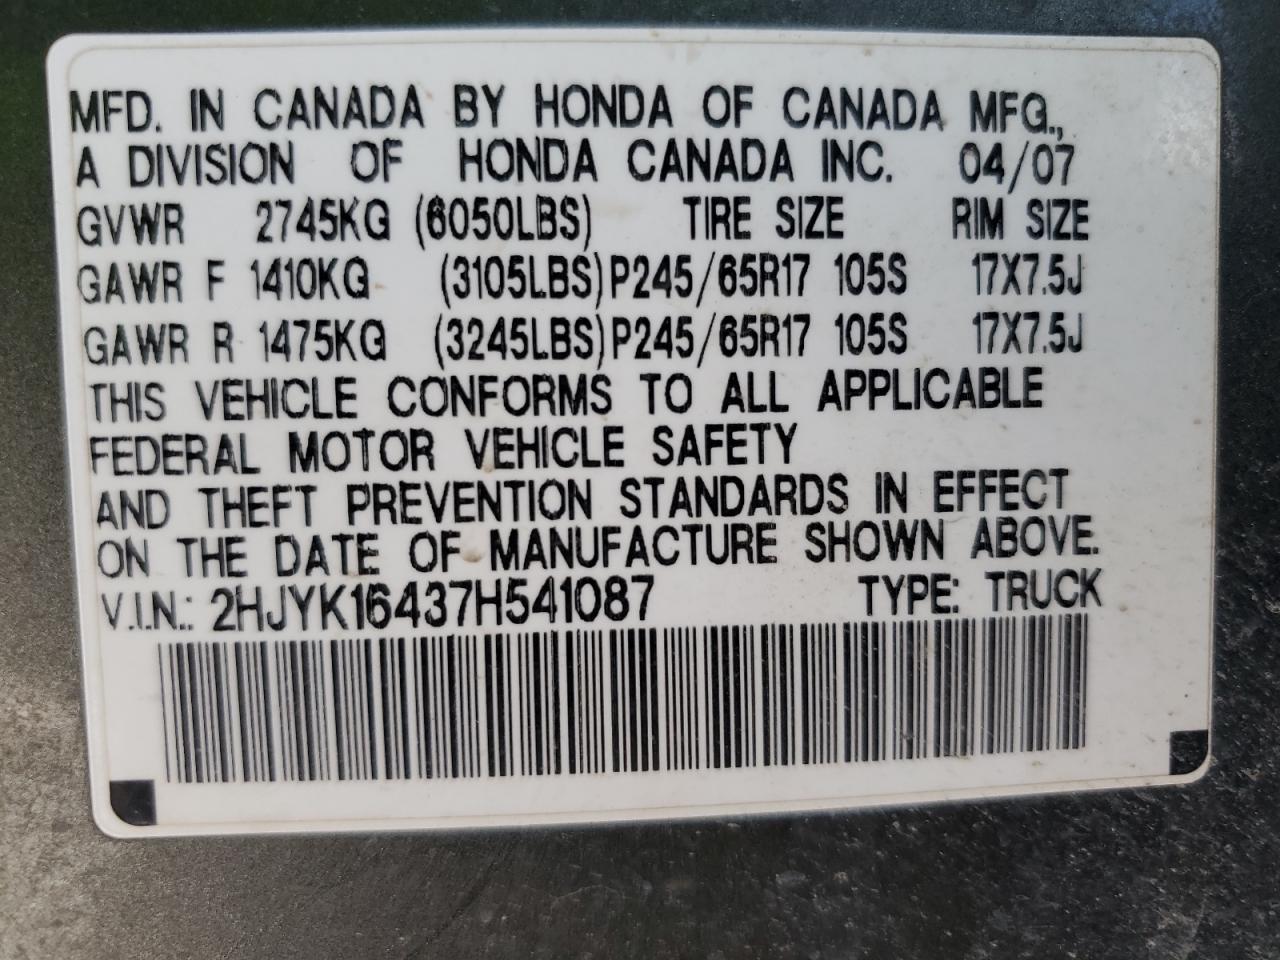 MFD. IN CANADA BY HONDA OF CANADA MFG.,
A DIVISION OF HONDA CANADA INC. 04/07
GVWR 2745KG (6050LBS) TIRE SIZE RIM SIZE
GAWR F 1410KG (3105LBS) P245/65R17 105S 17X7.5J
GAWR R 1475KG (3245LBS) P245/65R17 105S 17X7.5J
THIS VEHICLE CONFORMS TO ALL APPLICABLE
FEDERAL MOTOR VEHICLE SAFETY
AND THEFT PREVENTION STANDARDS IN EFFECT
ON THE DATE OF MANUFACTURE SHOWN ABOVE.
V.I.N.: 2HJYK16437H541087 TYPE: TRUCK